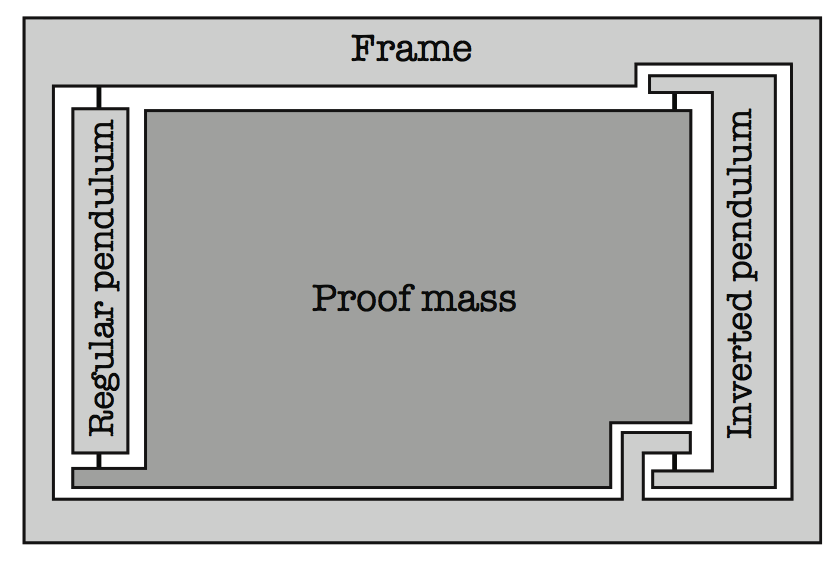 Frame
Regular pendulum
Proof mass
Inverted pendulum